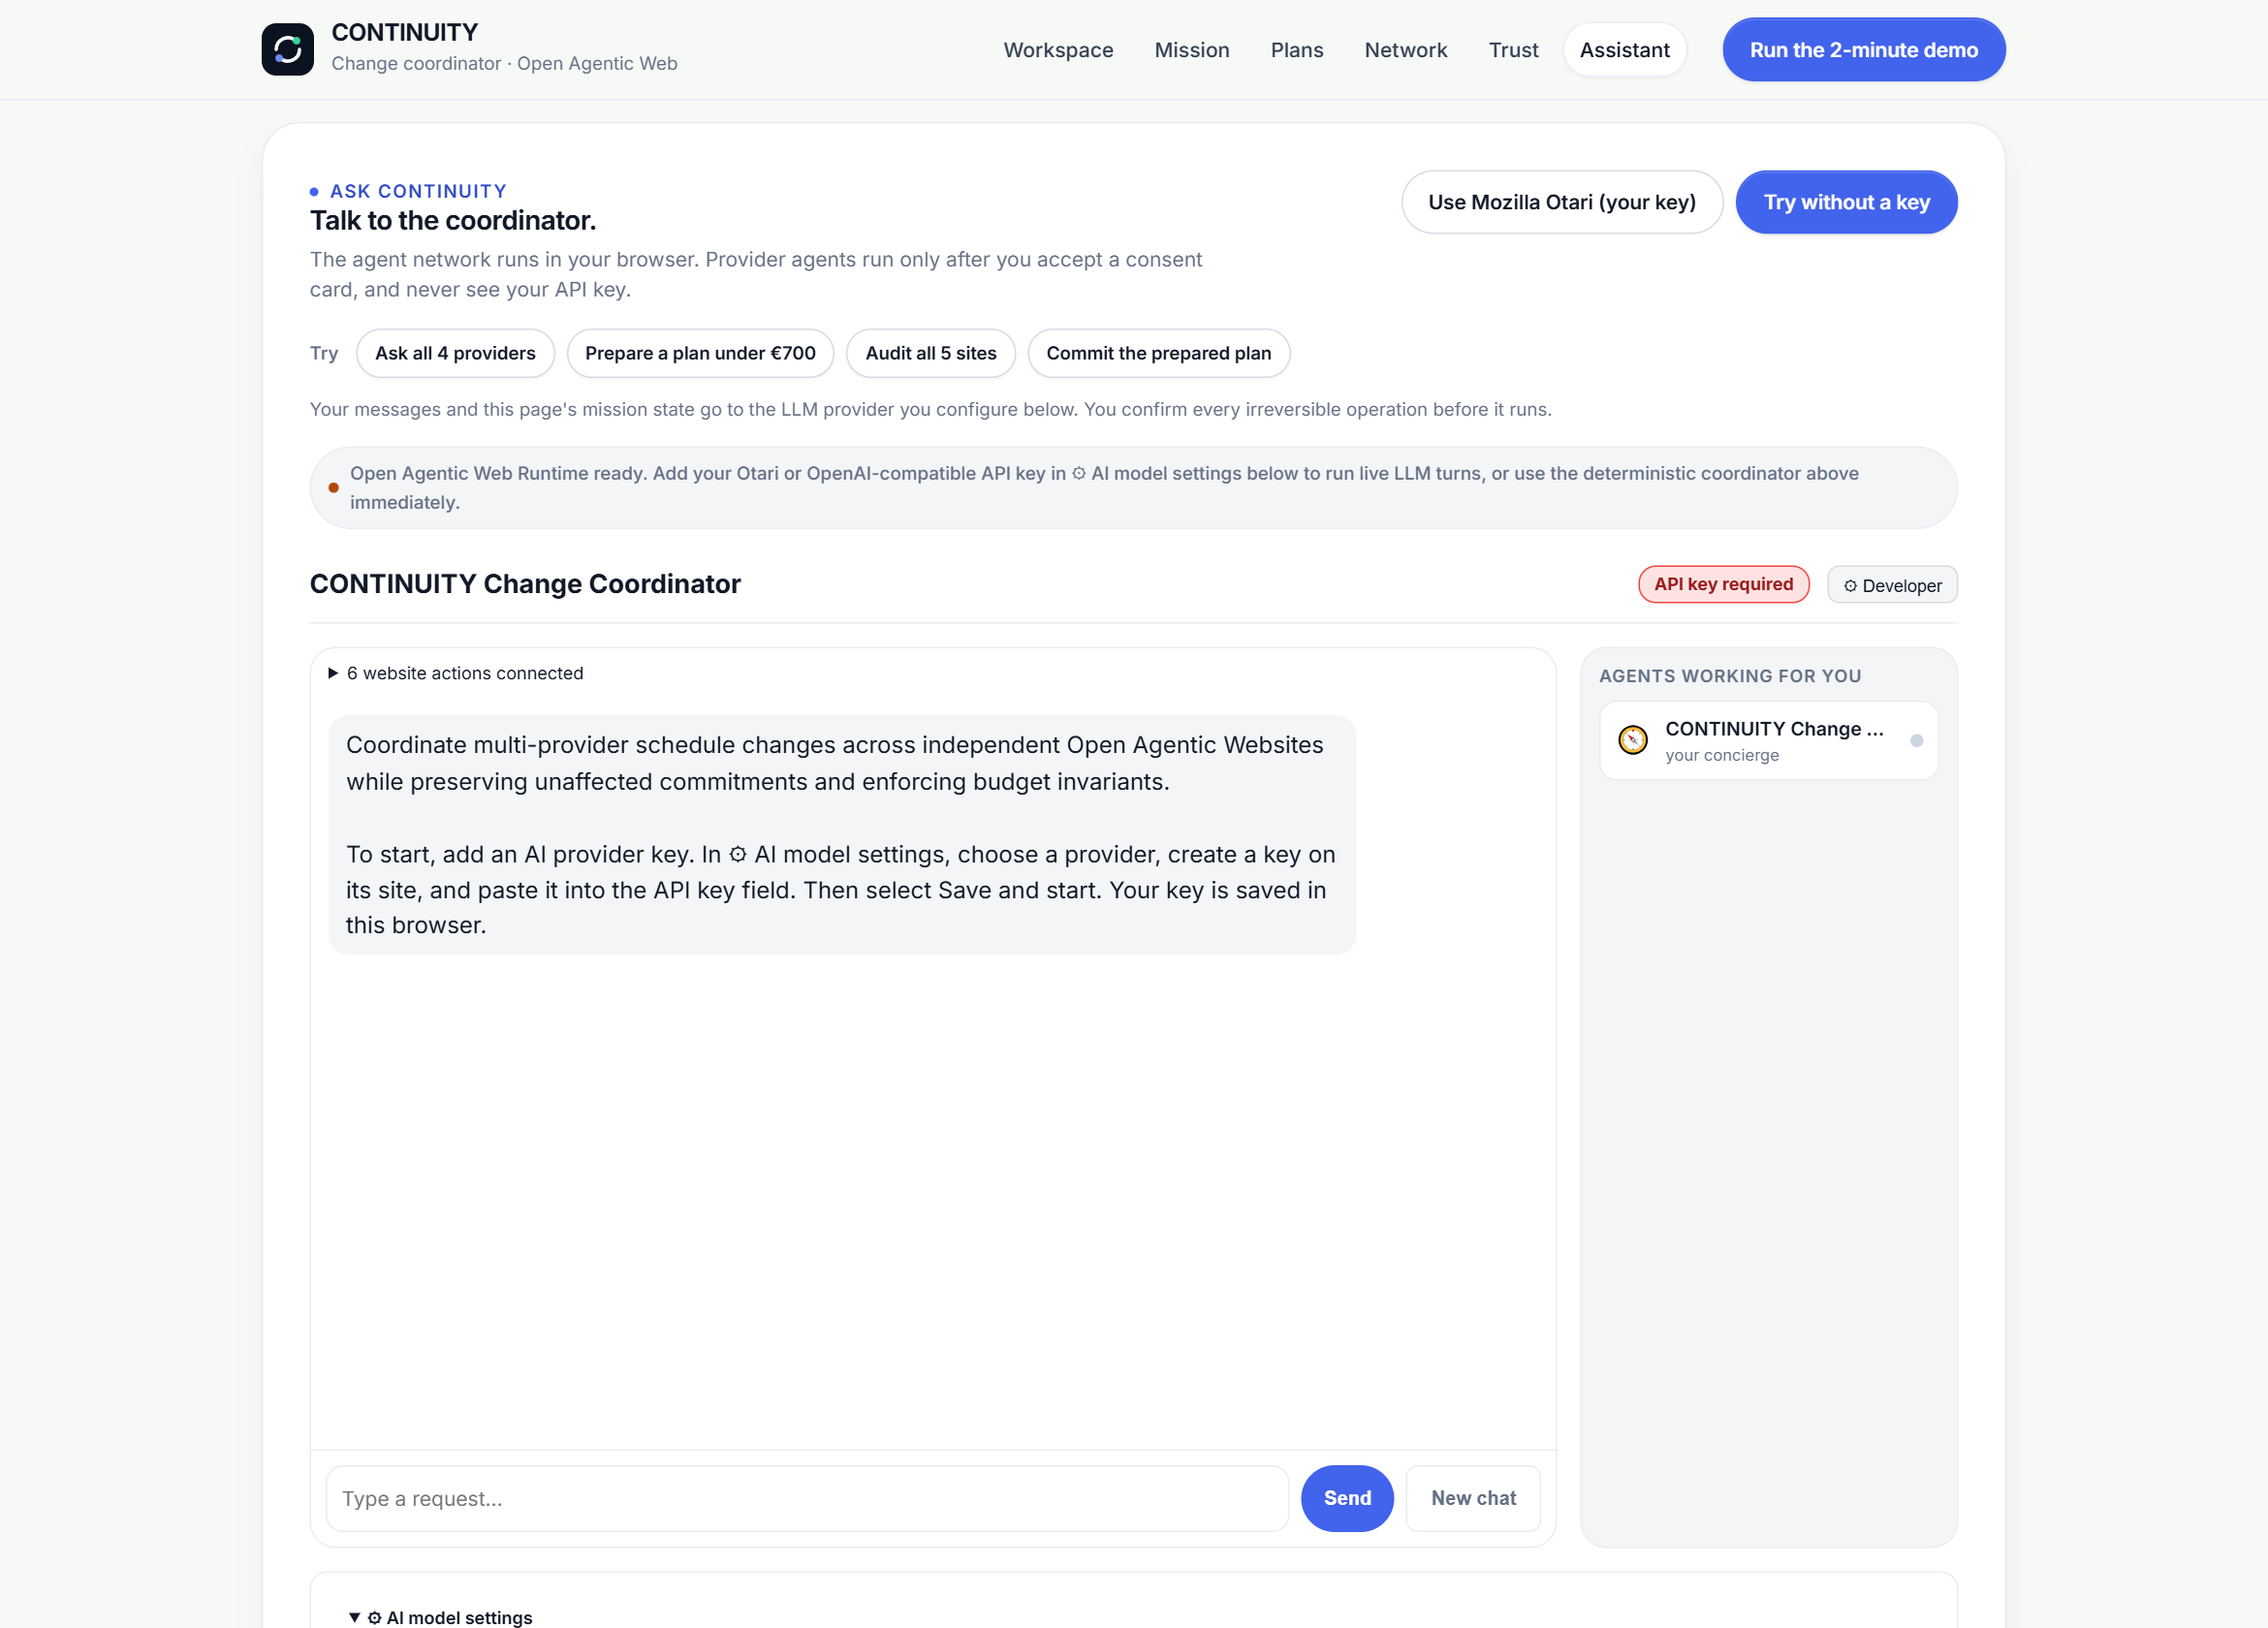 CONTINUITY
Change coordinator · Open Agentic Web
Workspace
Mission
Plans
Network
Trust
Assistant
Run the 2-minute demo
ASK CONTINUITY
Talk to the coordinator.
The agent network runs in your browser. Provider agents run only after you accept a consent
card, and never see your API key.
Use Mozilla Otari (your key)
Try without a key
Try
Ask all 4 providers
Prepare a plan under €700
Audit all 5 sites
Commit the prepared plan
Your messages and this page's mission state go to the LLM provider you configure below. You confirm every irreversible operation before it runs.
Open Agentic Web Runtime ready. Add your Otari or OpenAI-compatible API key in ⚙ AI model settings below to run live LLM turns, or use the deterministic coordinator above
immediately.
CONTINUITY Change Coordinator
API key required
⚙ Developer
▶ 6 website actions connected
Coordinate multi-provider schedule changes across independent Open Agentic Websites
while preserving unaffected commitments and enforcing budget invariants.
To start, add an AI provider key. In ⚙ AI model settings, choose a provider, create a key on
its site, and paste it into the API key field. Then select Save and start. Your key is saved in
this browser.
AGENTS WORKING FOR YOU
CONTINUITY Change ...
your concierge
Type a request...
Send
New chat
▼ ⚙ AI model settings